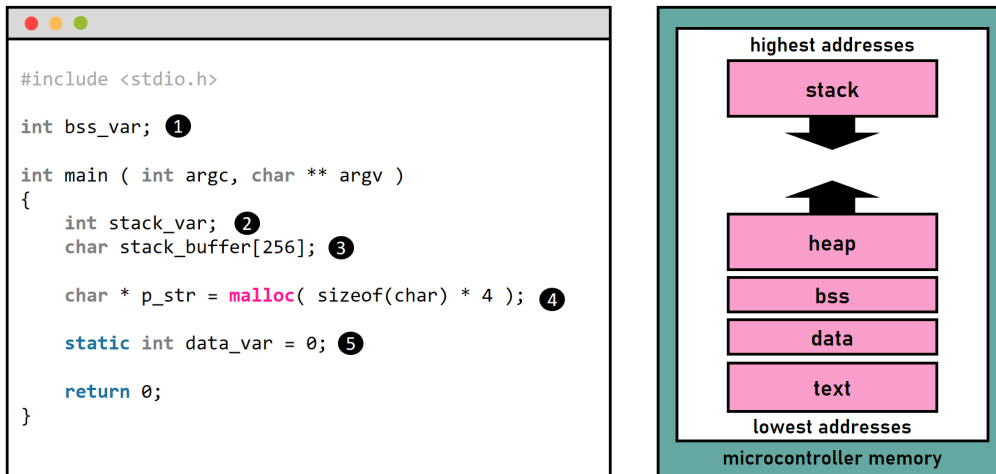 #include <stdio.h>
int bss_var; 1
int main ( int argc, char ** argv )
{
int stack_var; 2
char stack_buffer[256]; 3
char * p_str = malloc( sizeof(char) * 4 ); 4
static int data_var = 0; 5
return 0;
}
highest addresses
stack
heap
bss
data
text
lowest addresses
microcontroller memory